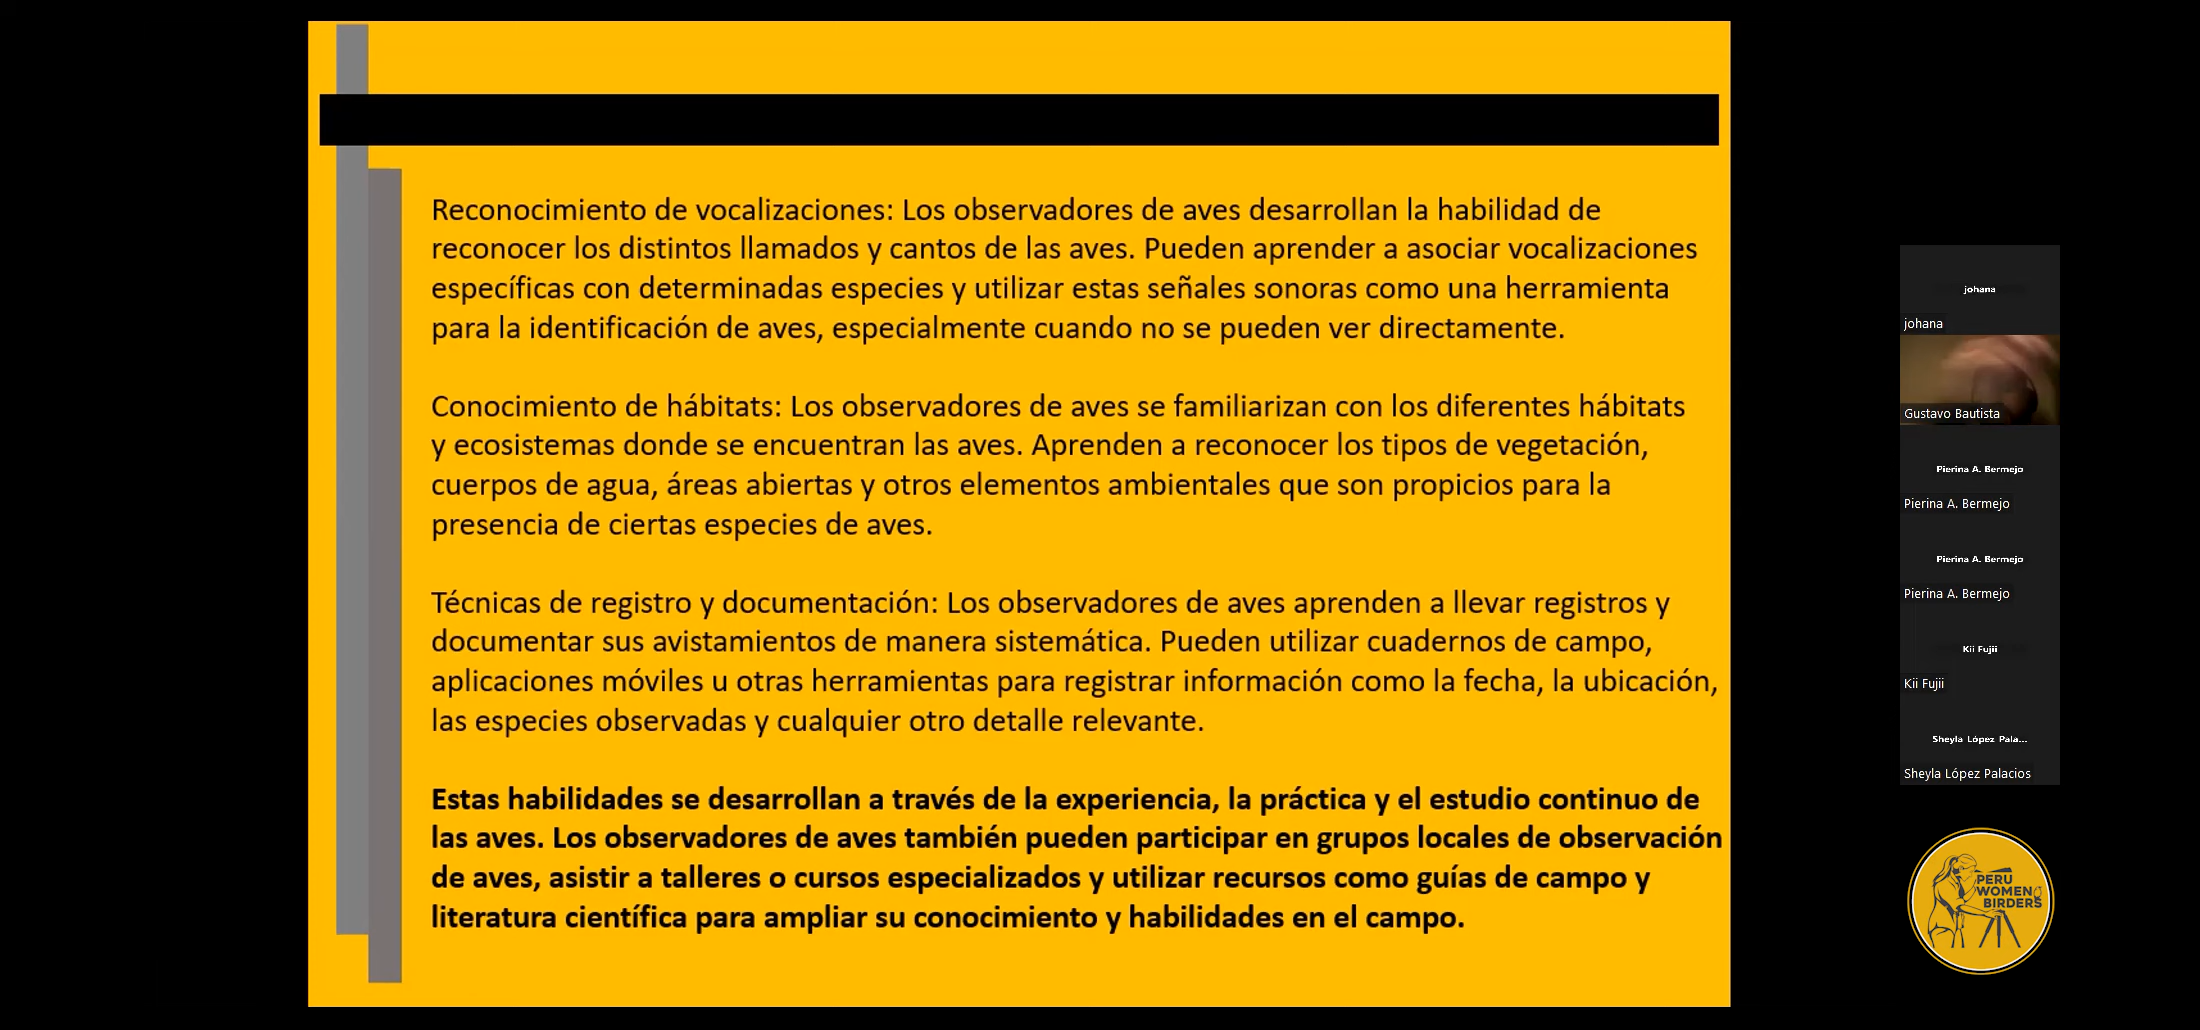 Reconocimiento de vocalizaciones: Los observadores de aves desarrollan la habilidad de
reconocer los distintos llamados y cantos de las aves. Pueden aprender a asociar vocalizaciones
específicas con determinadas especies y utilizar estas señales sonoras como una herramienta
para la identificación de aves, especialmente cuando no se pueden ver directamente.
Conocimiento de hábitats: Los observadores de aves se familiarizan con los diferentes hábitats
y ecosistemas donde se encuentran las aves. Aprenden a reconocer los tipos de vegetación,
cuerpos de agua, áreas abiertas y otros elementos ambientales que son propicios para la
presencia de ciertas especies de aves.
Técnicas de registro y documentación: Los observadores de aves aprenden a llevar registros y
documentar sus avistamientos de manera sistemática. Pueden utilizar cuadernos de campo,
aplicaciones móviles u otras herramientas para registrar información como la fecha, la ubicación,
las especies observadas y cualquier otro detalle relevante.
Estas habilidades se desarrollan a través de la experiencia, la práctica y el estudio continuo de
las aves. Los observadores de aves también pueden participar en grupos locales de observación
de aves, asistir a talleres o cursos especializados y utilizar recursos como guías de campo y
literatura científica para ampliar su conocimiento y habilidades en el campo.
johana
johana
Gustavo Bautista
Pierina A. Bermejo
Pierina A. Bermejo
Pierina A. Bermejo
Pierina A. Bermejo
Kii Fujii
Kii Fujii
Sheyla López Pala...
Sheyla López Palacios
PERU
WOMEN
BIRDERS